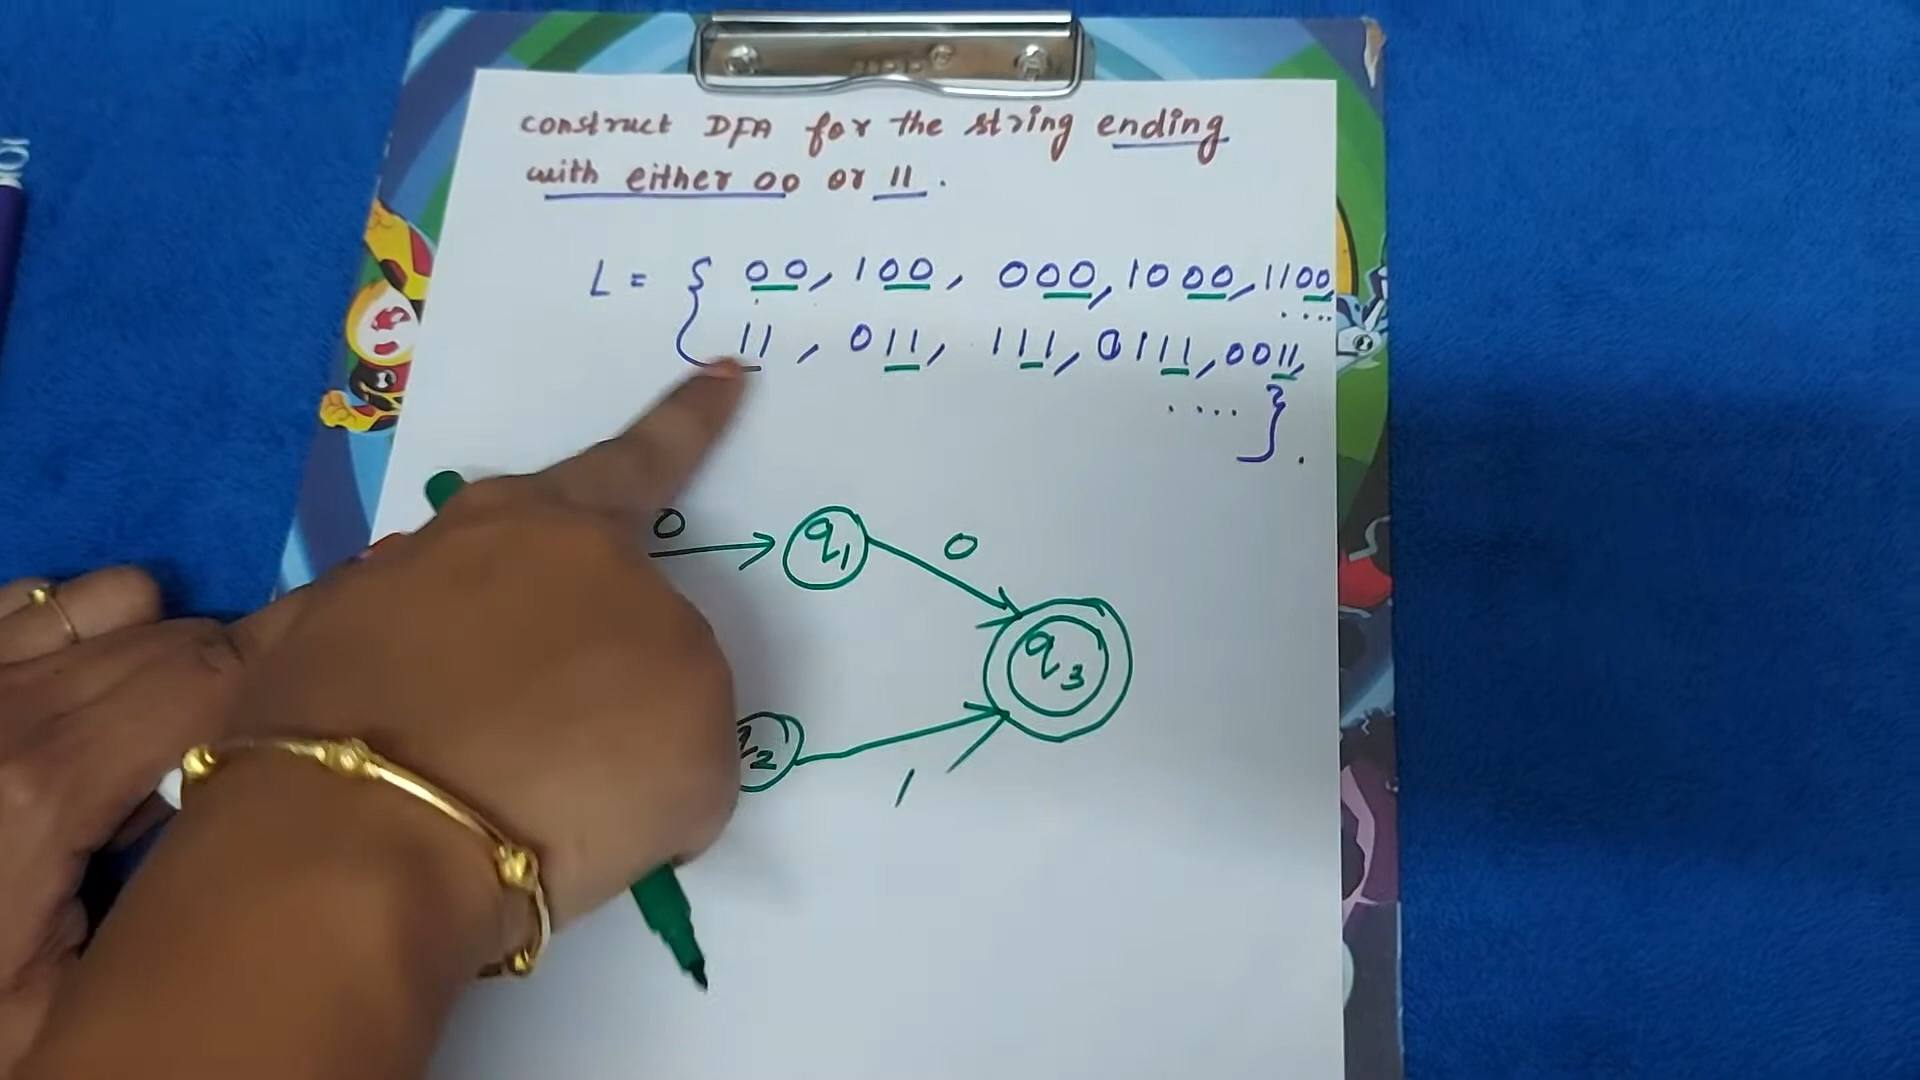 construct DFA for the string ending
with either 00 or 11.
L = { 00, 100, 000, 1000, 1100,
....
11, 011, 111, 0111, 0011,
.... }.
0
q1
0
q3
q2
1